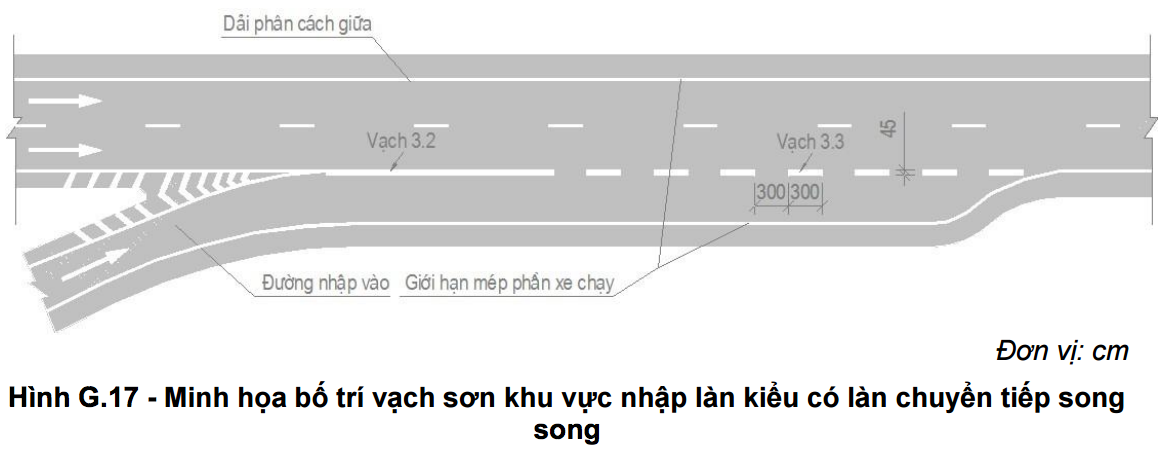 Dải phân cách giữa
Vạch 3.2
Vạch 3.3
45
300 300
Đường nhập vào
Giới hạn mép phần xe chạy
Đơn vị: cm
Hình G.17 - Minh họa bố trí vạch sơn khu vực nhập làn kiểu có làn chuyển tiếp song
song